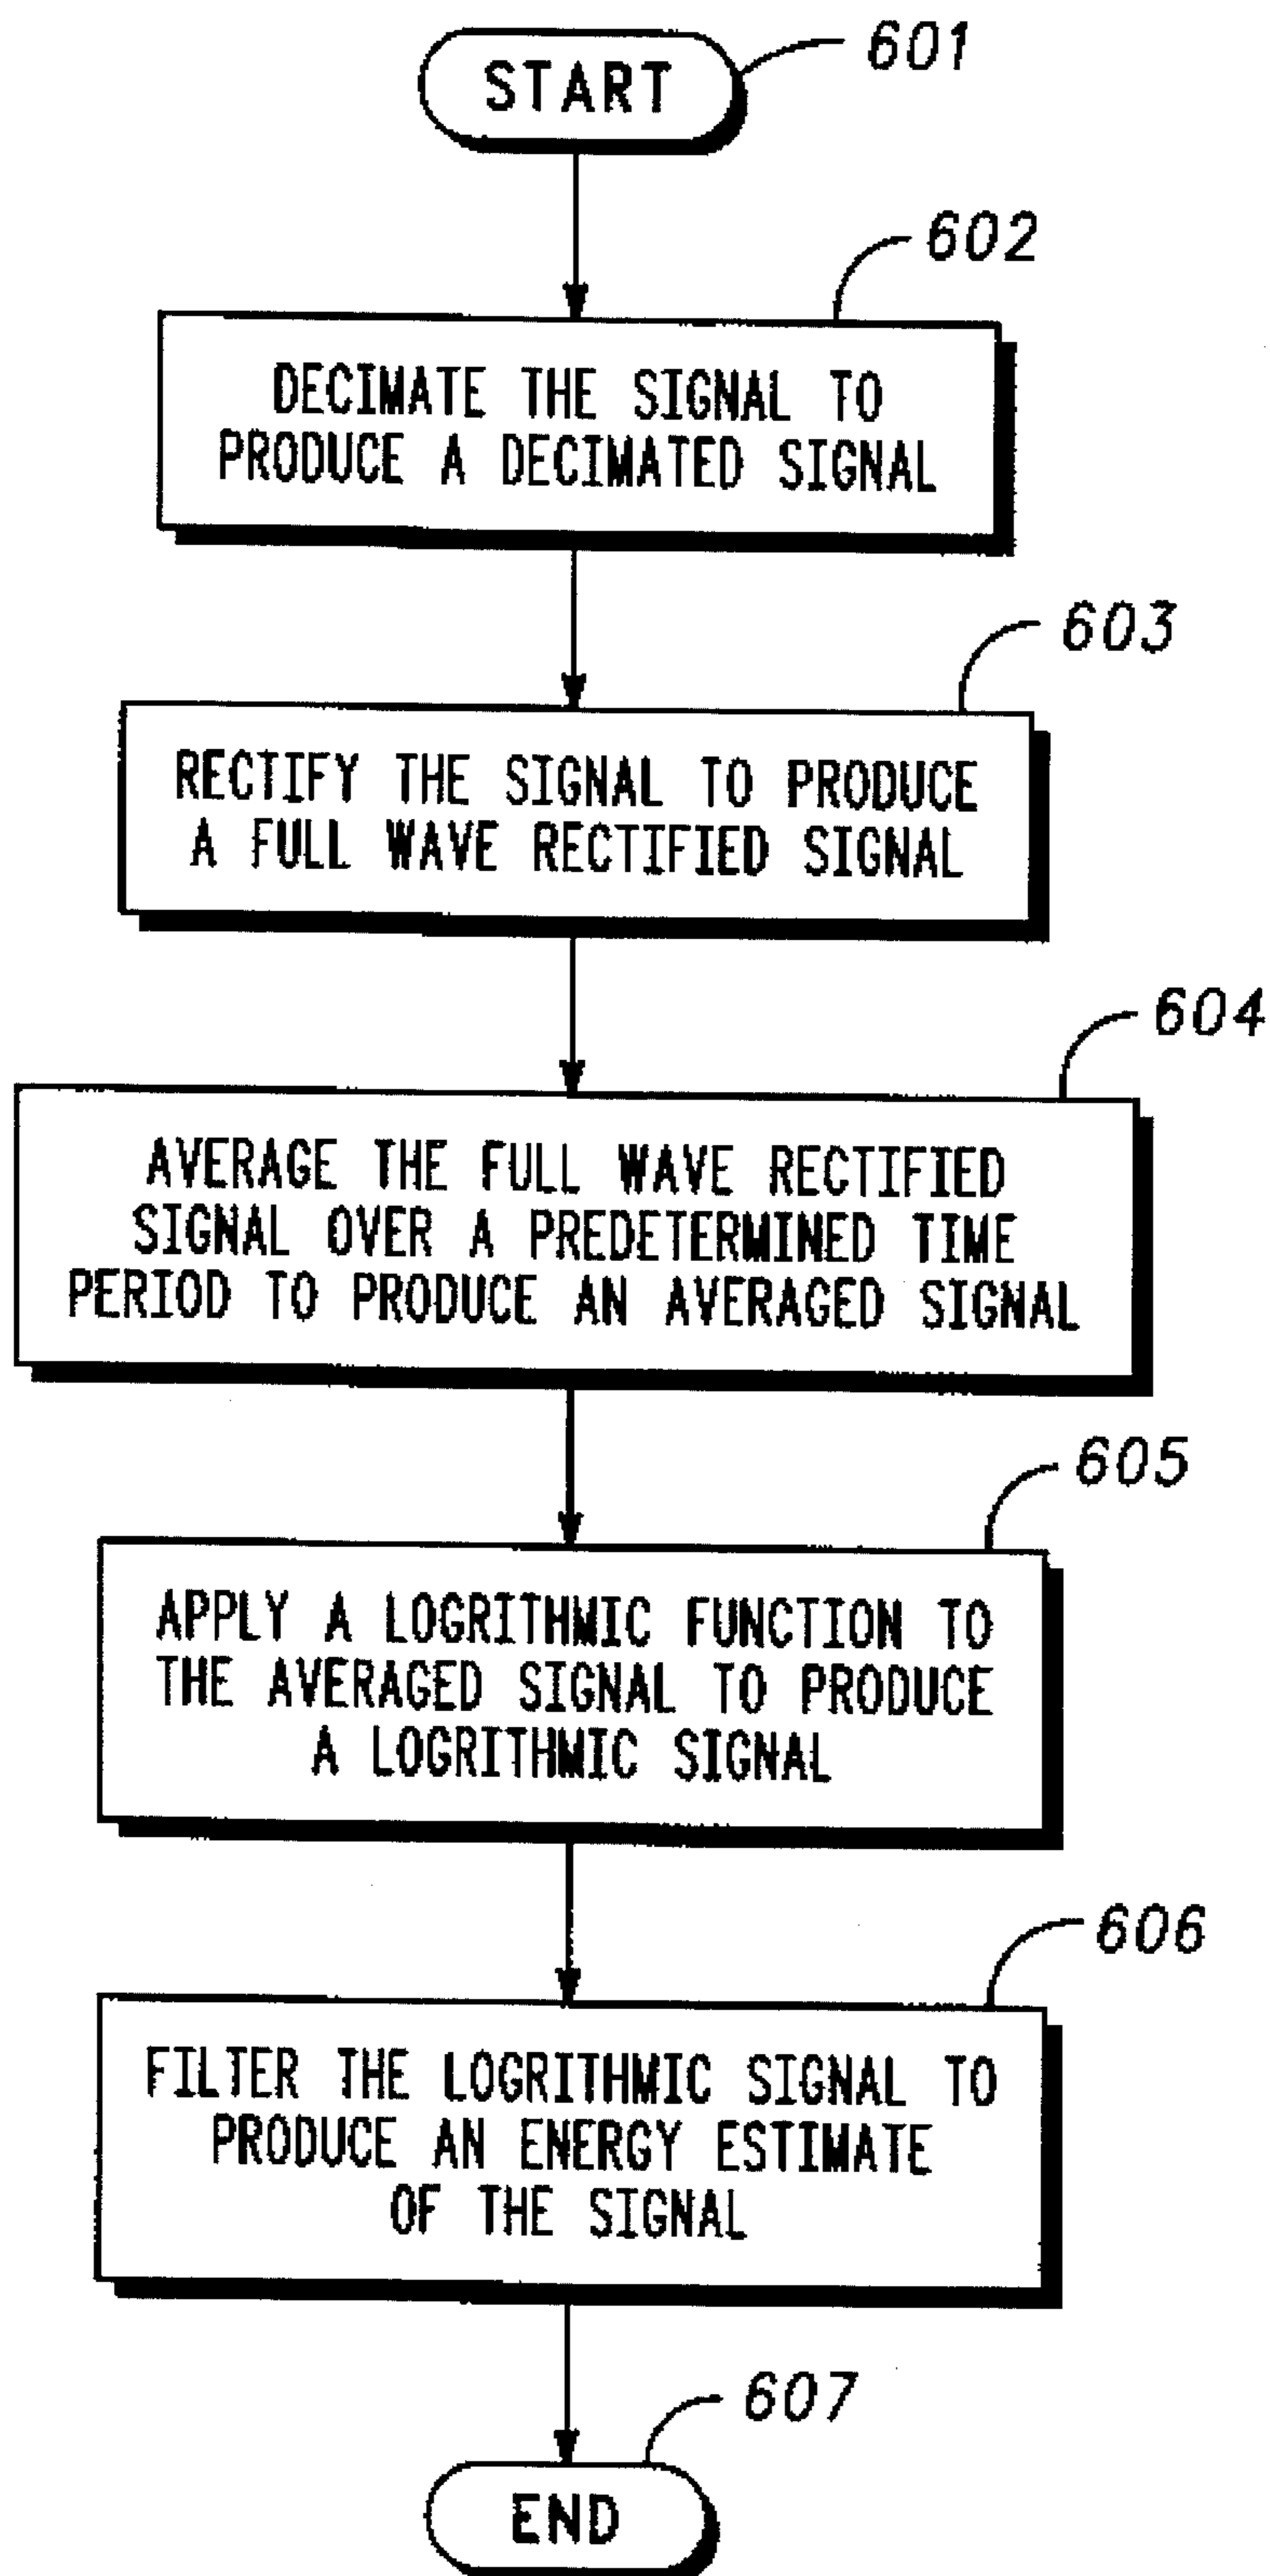 START
601
602
DECIMATE THE SIGNAL TO
PRODUCE A DECIMATED SIGNAL
603
RECTIFY THE SIGNAL TO PRODUCE
A FULL WAVE RECTIFIED SIGNAL
604
AVERAGE THE FULL WAVE RECTIFIED
SIGNAL OVER A PREDETERMINED TIME
PERIOD TO PRODUCE AN AVERAGED SIGNAL
605
APPLY A LOGRITHMIC FUNCTION TO
THE AVERAGED SIGNAL TO PRODUCE
A LOGRITHMIC SIGNAL
606
FILTER THE LOGRITHMIC SIGNAL TO
PRODUCE AN ENERGY ESTIMATE
OF THE SIGNAL
607
END